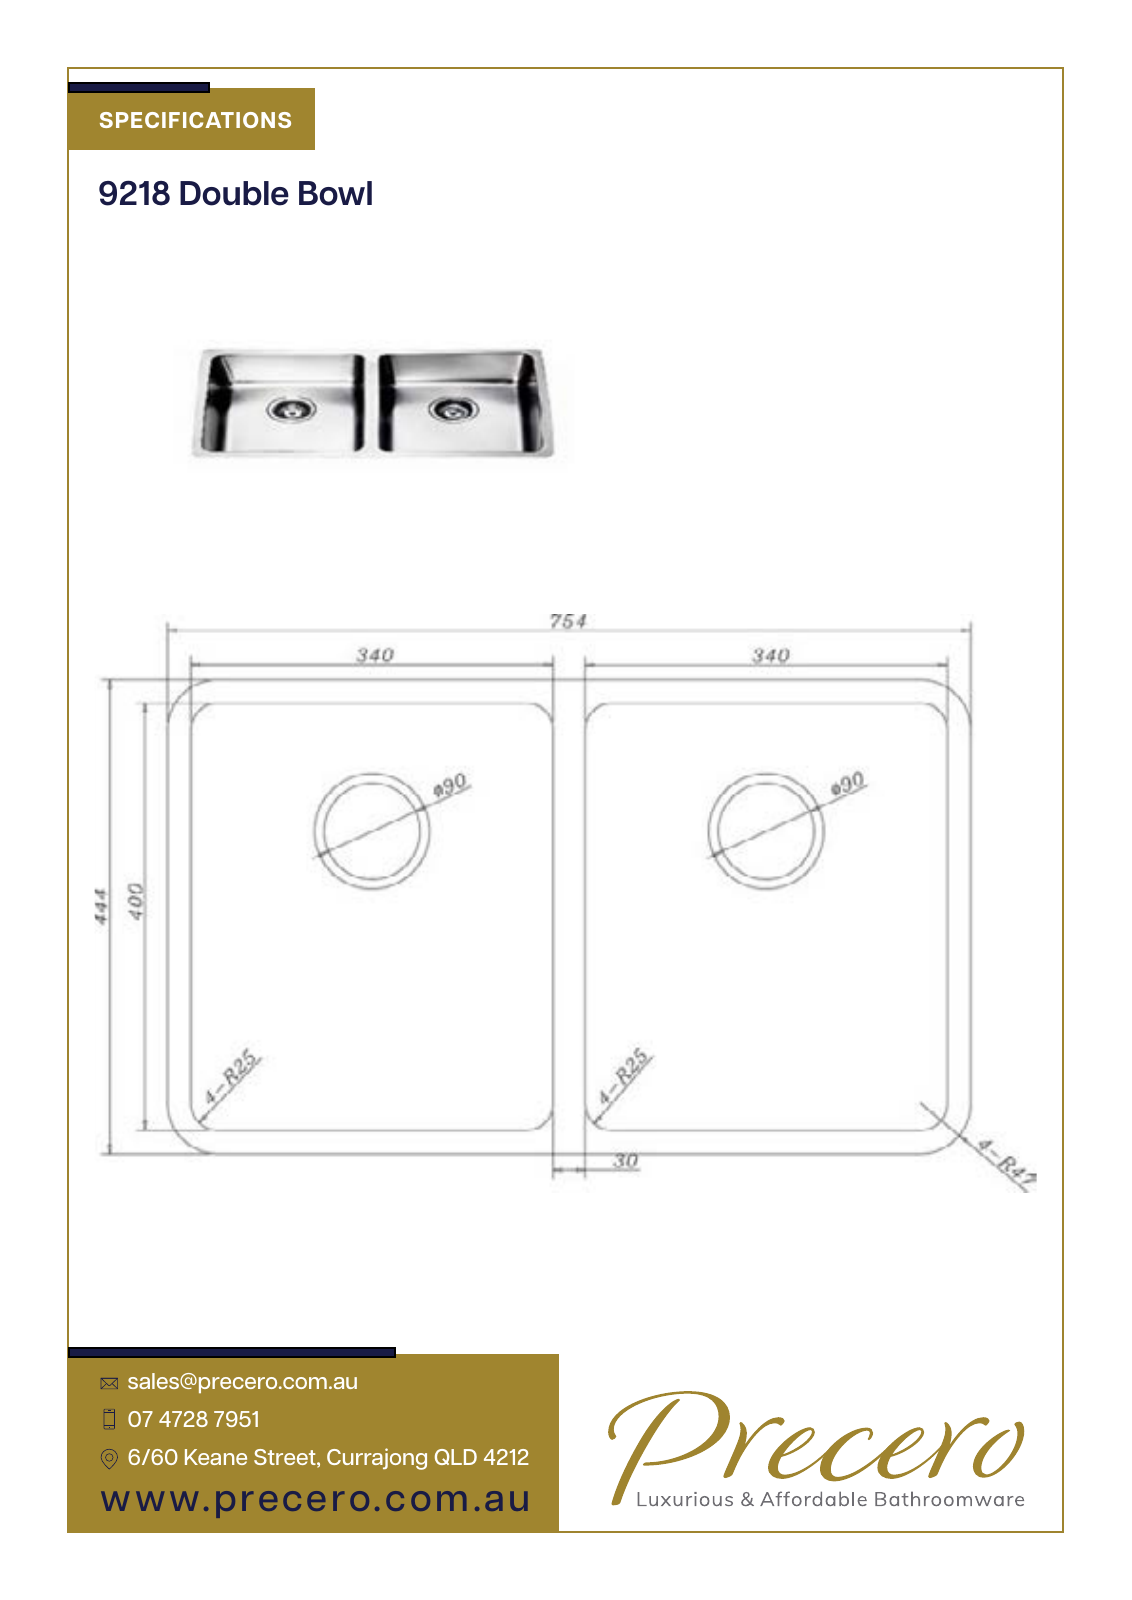 SPECIFICATIONS
9218 Double Bowl
754
340
340
ø90
ø90
444
400
4-R25
4-R25
30
4-R47
sales@precero.com.au
07 4728 7951
6/60 Keane Street, Currajong QLD 4212
www.precero.com.au
Precero
Luxurious & Affordable Bathroomware